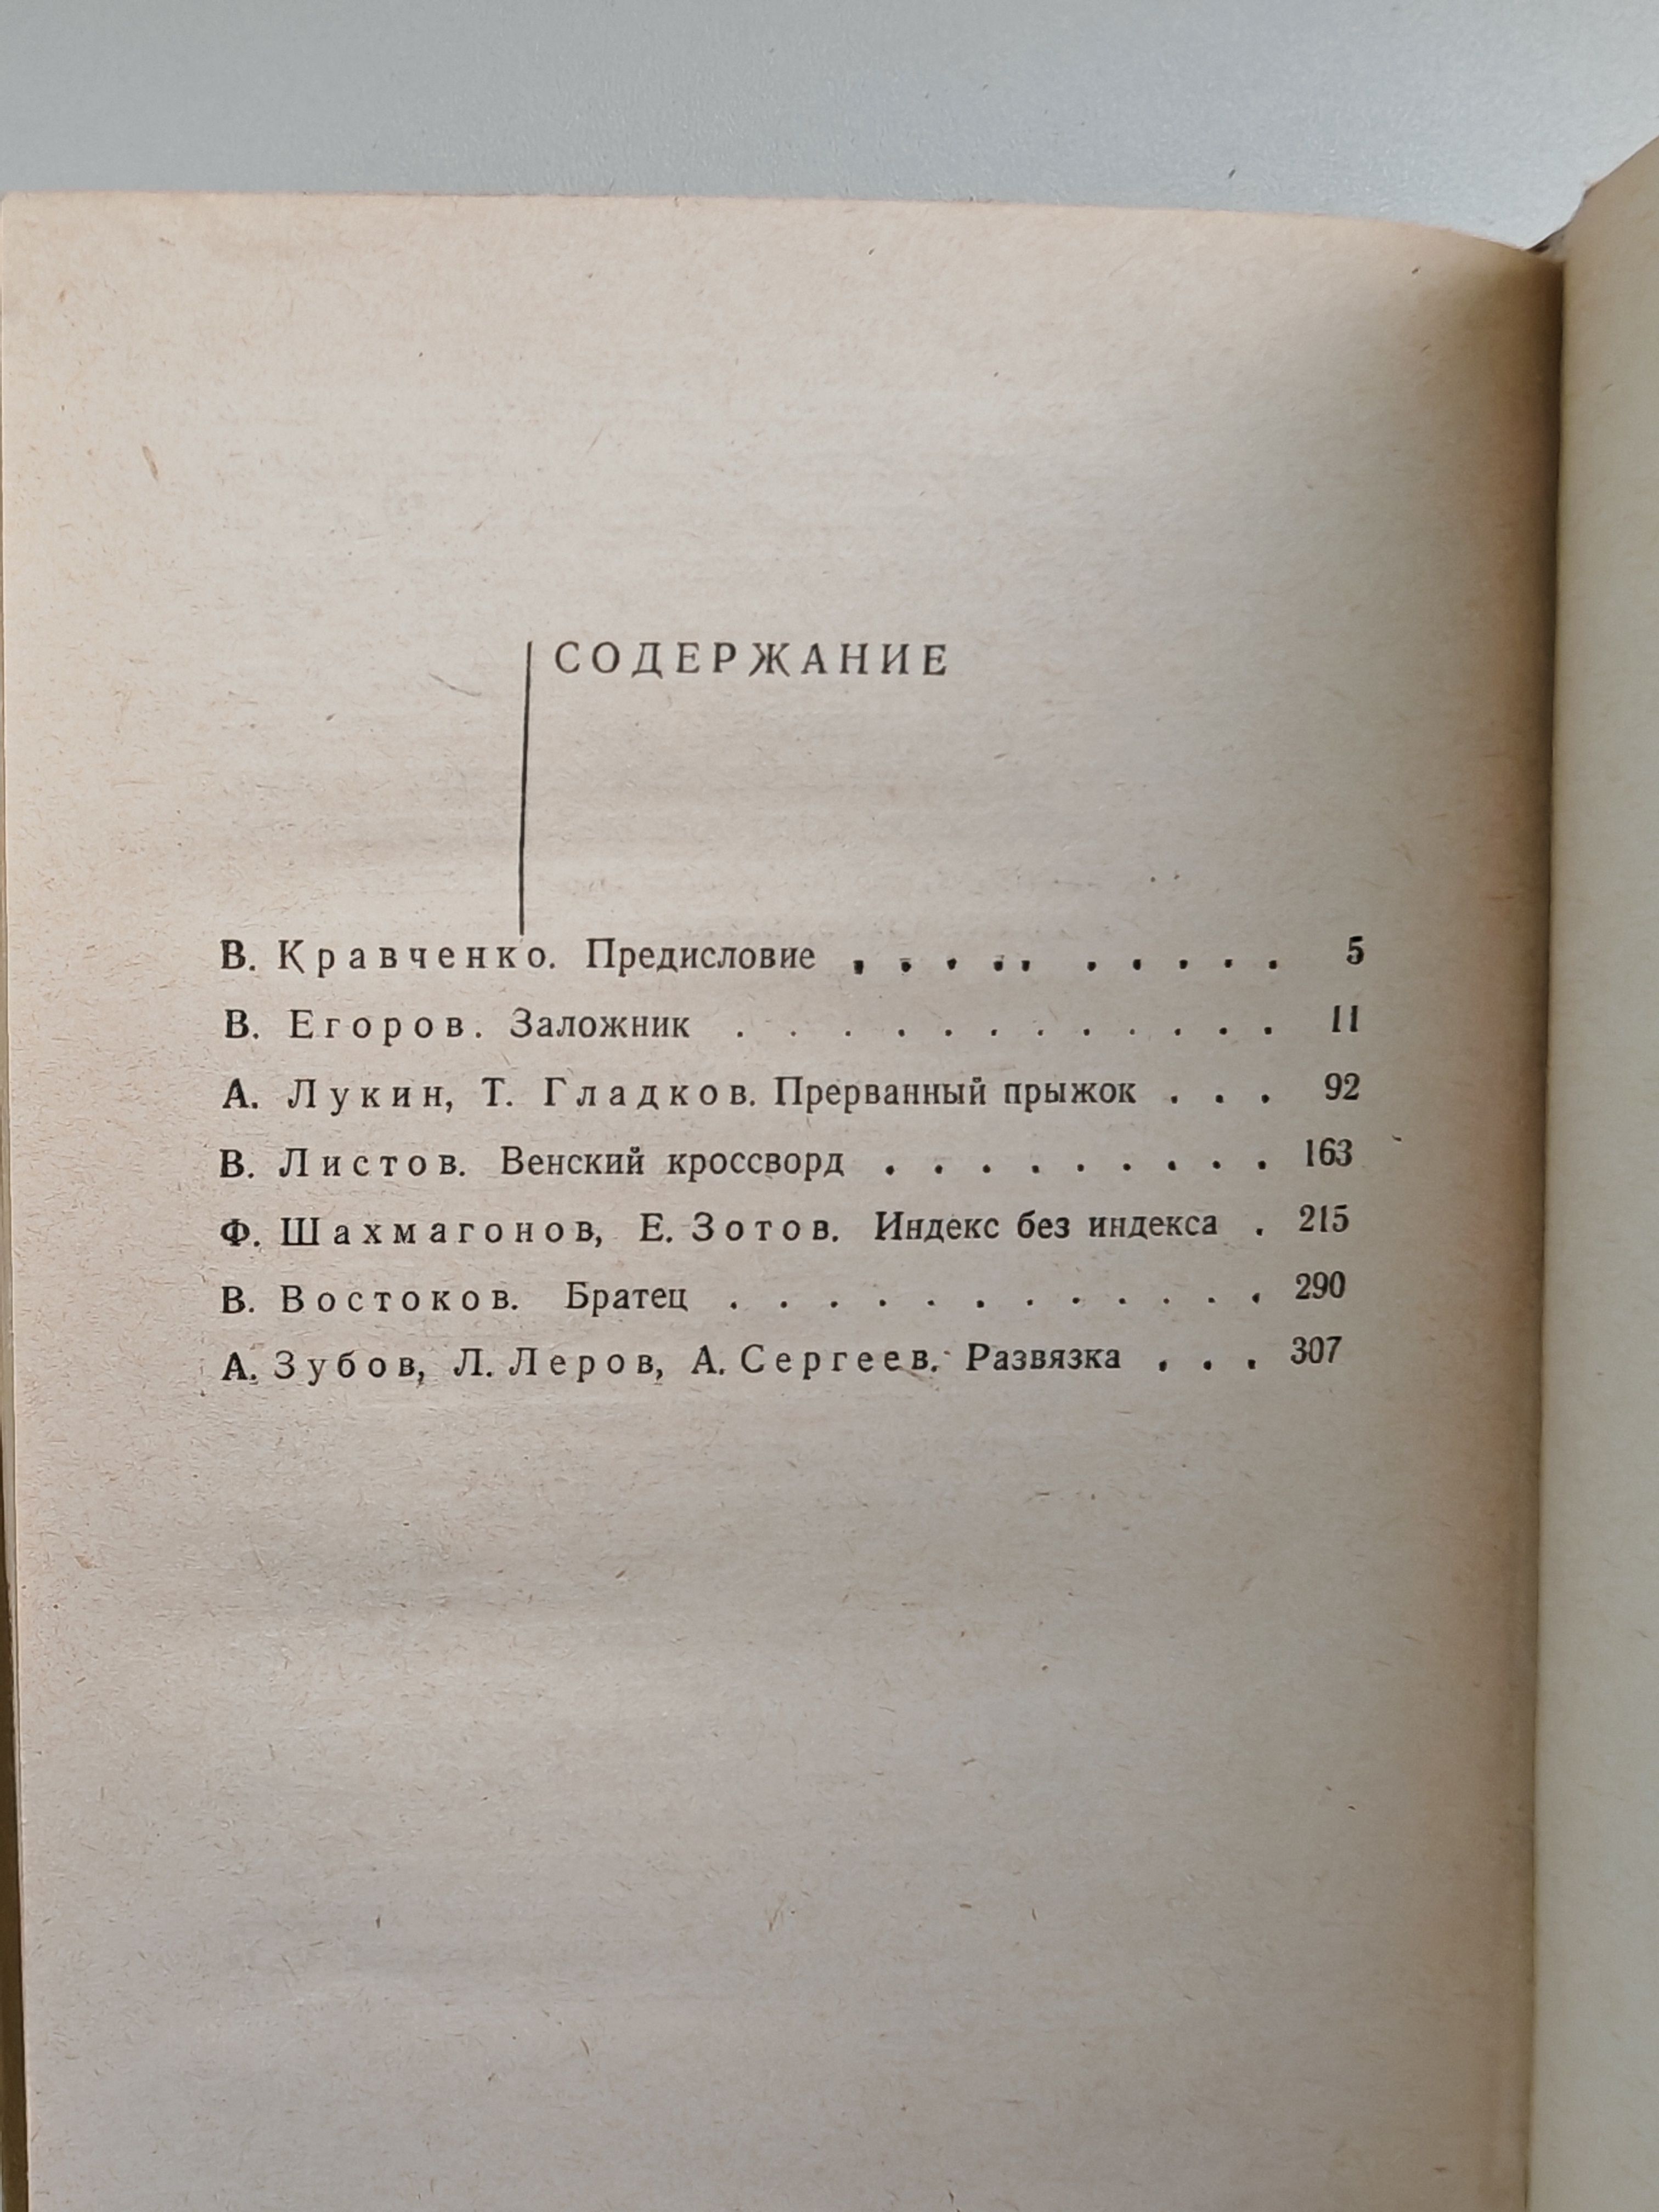 СОДЕРЖАНИЕ
В. Кравченко. Предисловие . . . . . . . . . . 5
В. Егоров. Заложник . . . . . . . . . . . 11
А. Лукин, Т. Гладков. Прерванный прыжок . . . 92
В. Листов. Венский кроссворд . . . . . . . . . 163
Ф. Шахмагонов, Е. Зотов. Индекс без индекса . 215
В. Востоков. Братец . . . . . . . . . . . . 290
А. Зубов, Л. Леров, А. Сергеев. Развязка . . . 307